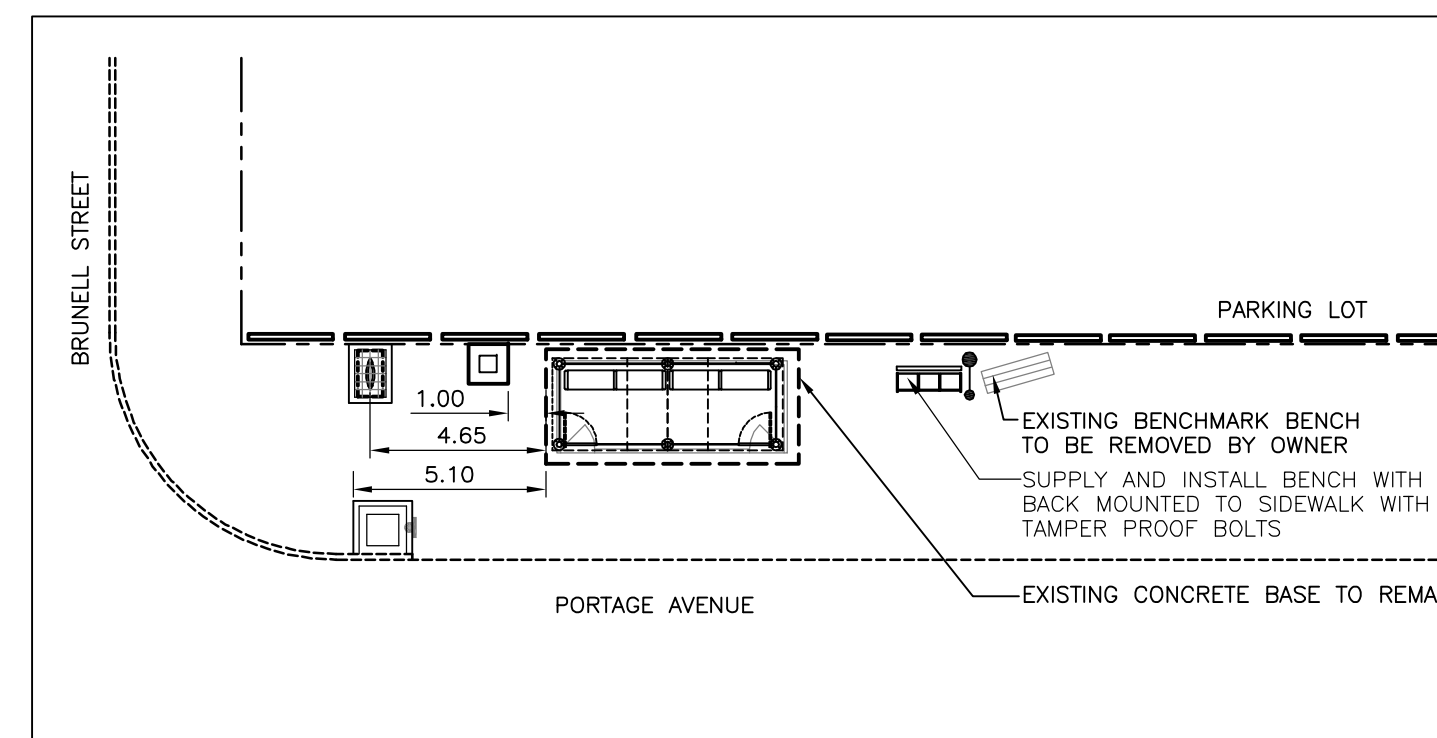 BRUNELL STREET
PARKING LOT
1.00
4.65
5.10
EXISTING BENCHMARK BENCH
TO BE REMOVED BY OWNER
SUPPLY AND INSTALL BENCH WITH
BACK MOUNTED TO SIDEWALK WITH
TAMPER PROOF BOLTS
EXISTING CONCRETE BASE TO REMA
PORTAGE AVENUE